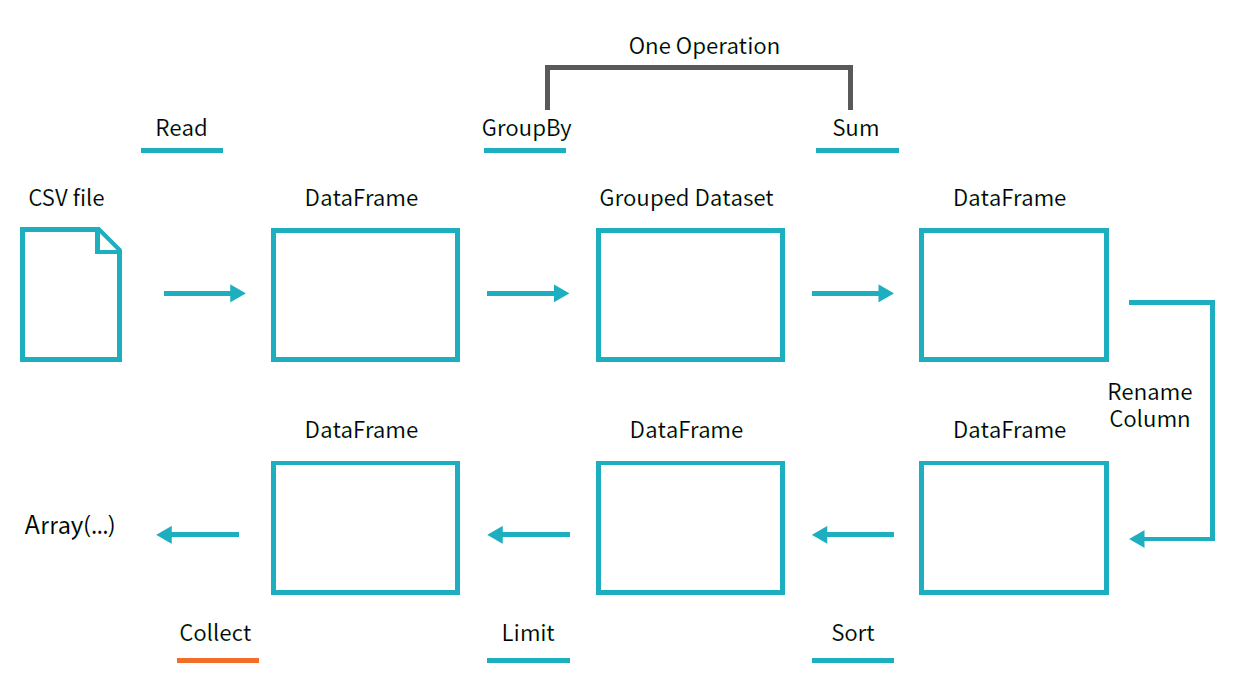 One Operation
Read
GroupBy
Sum
CSV file
DataFrame
Grouped Dataset
DataFrame
Rename
Column
DataFrame
DataFrame
DataFrame
Array(...)
Collect
Limit
Sort